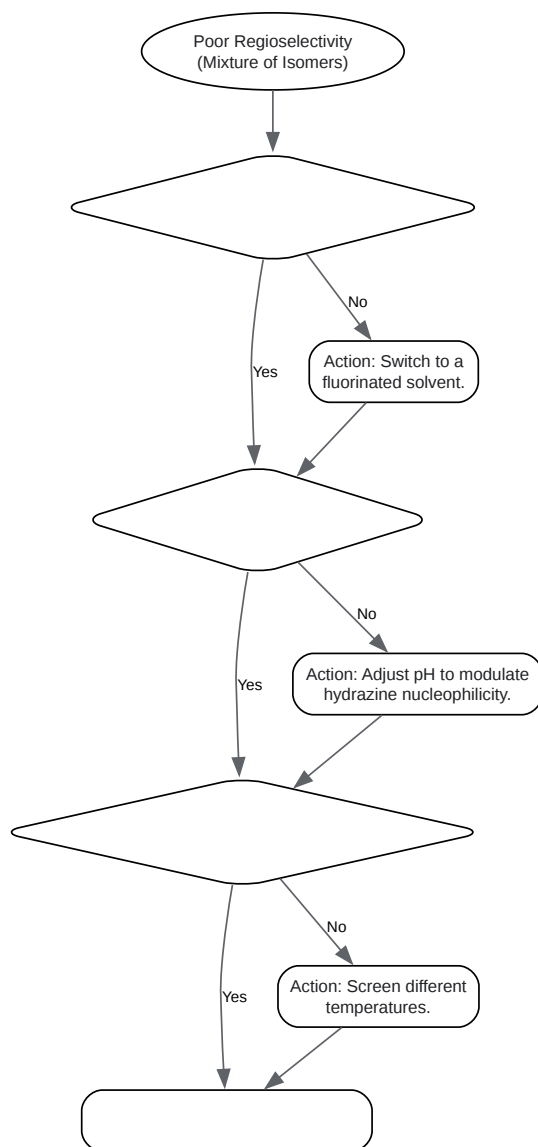 Poor Regioselectivity
(Mixture of Isomers)
No
Action: Switch to a
fluorinated solvent.
Yes
No
Action: Adjust pH to modulate
hydrazine nucleophilicity.
Yes
No
Action: Screen different
temperatures.
Yes